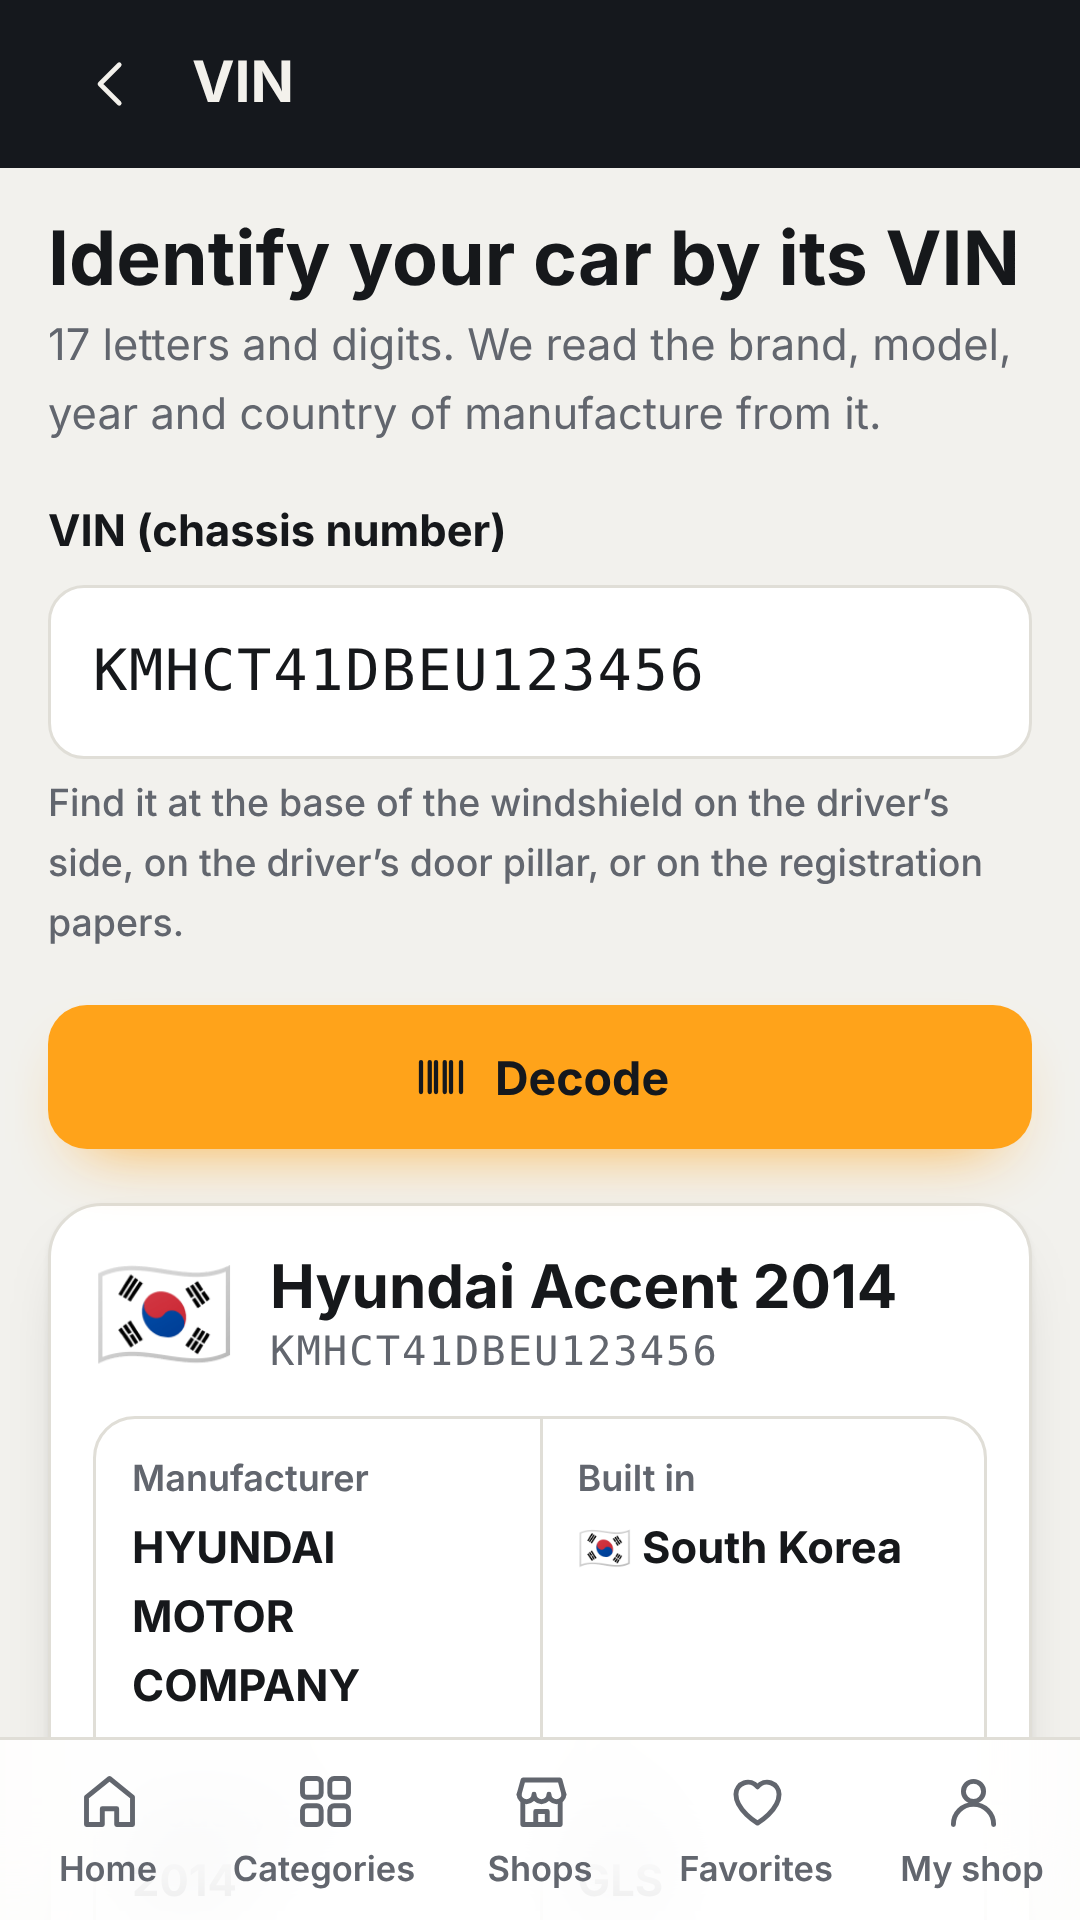 VIN
Identify your car by its VIN
17 letters and digits. We read the brand, model,
year and country of manufacture from it.
VIN (chassis number)
KMHCT41DBEU123456
Find it at the base of the windshield on the driver’s
side, on the driver’s door pillar, or on the registration
papers.
Decode
Hyundai Accent 2014
KMHCT41DBEU123456
Manufacturer
HYUNDAI
MOTOR
COMPANY
Built in
South Korea
2014
GLS
Home
Categories
Shops
Favorites
My shop